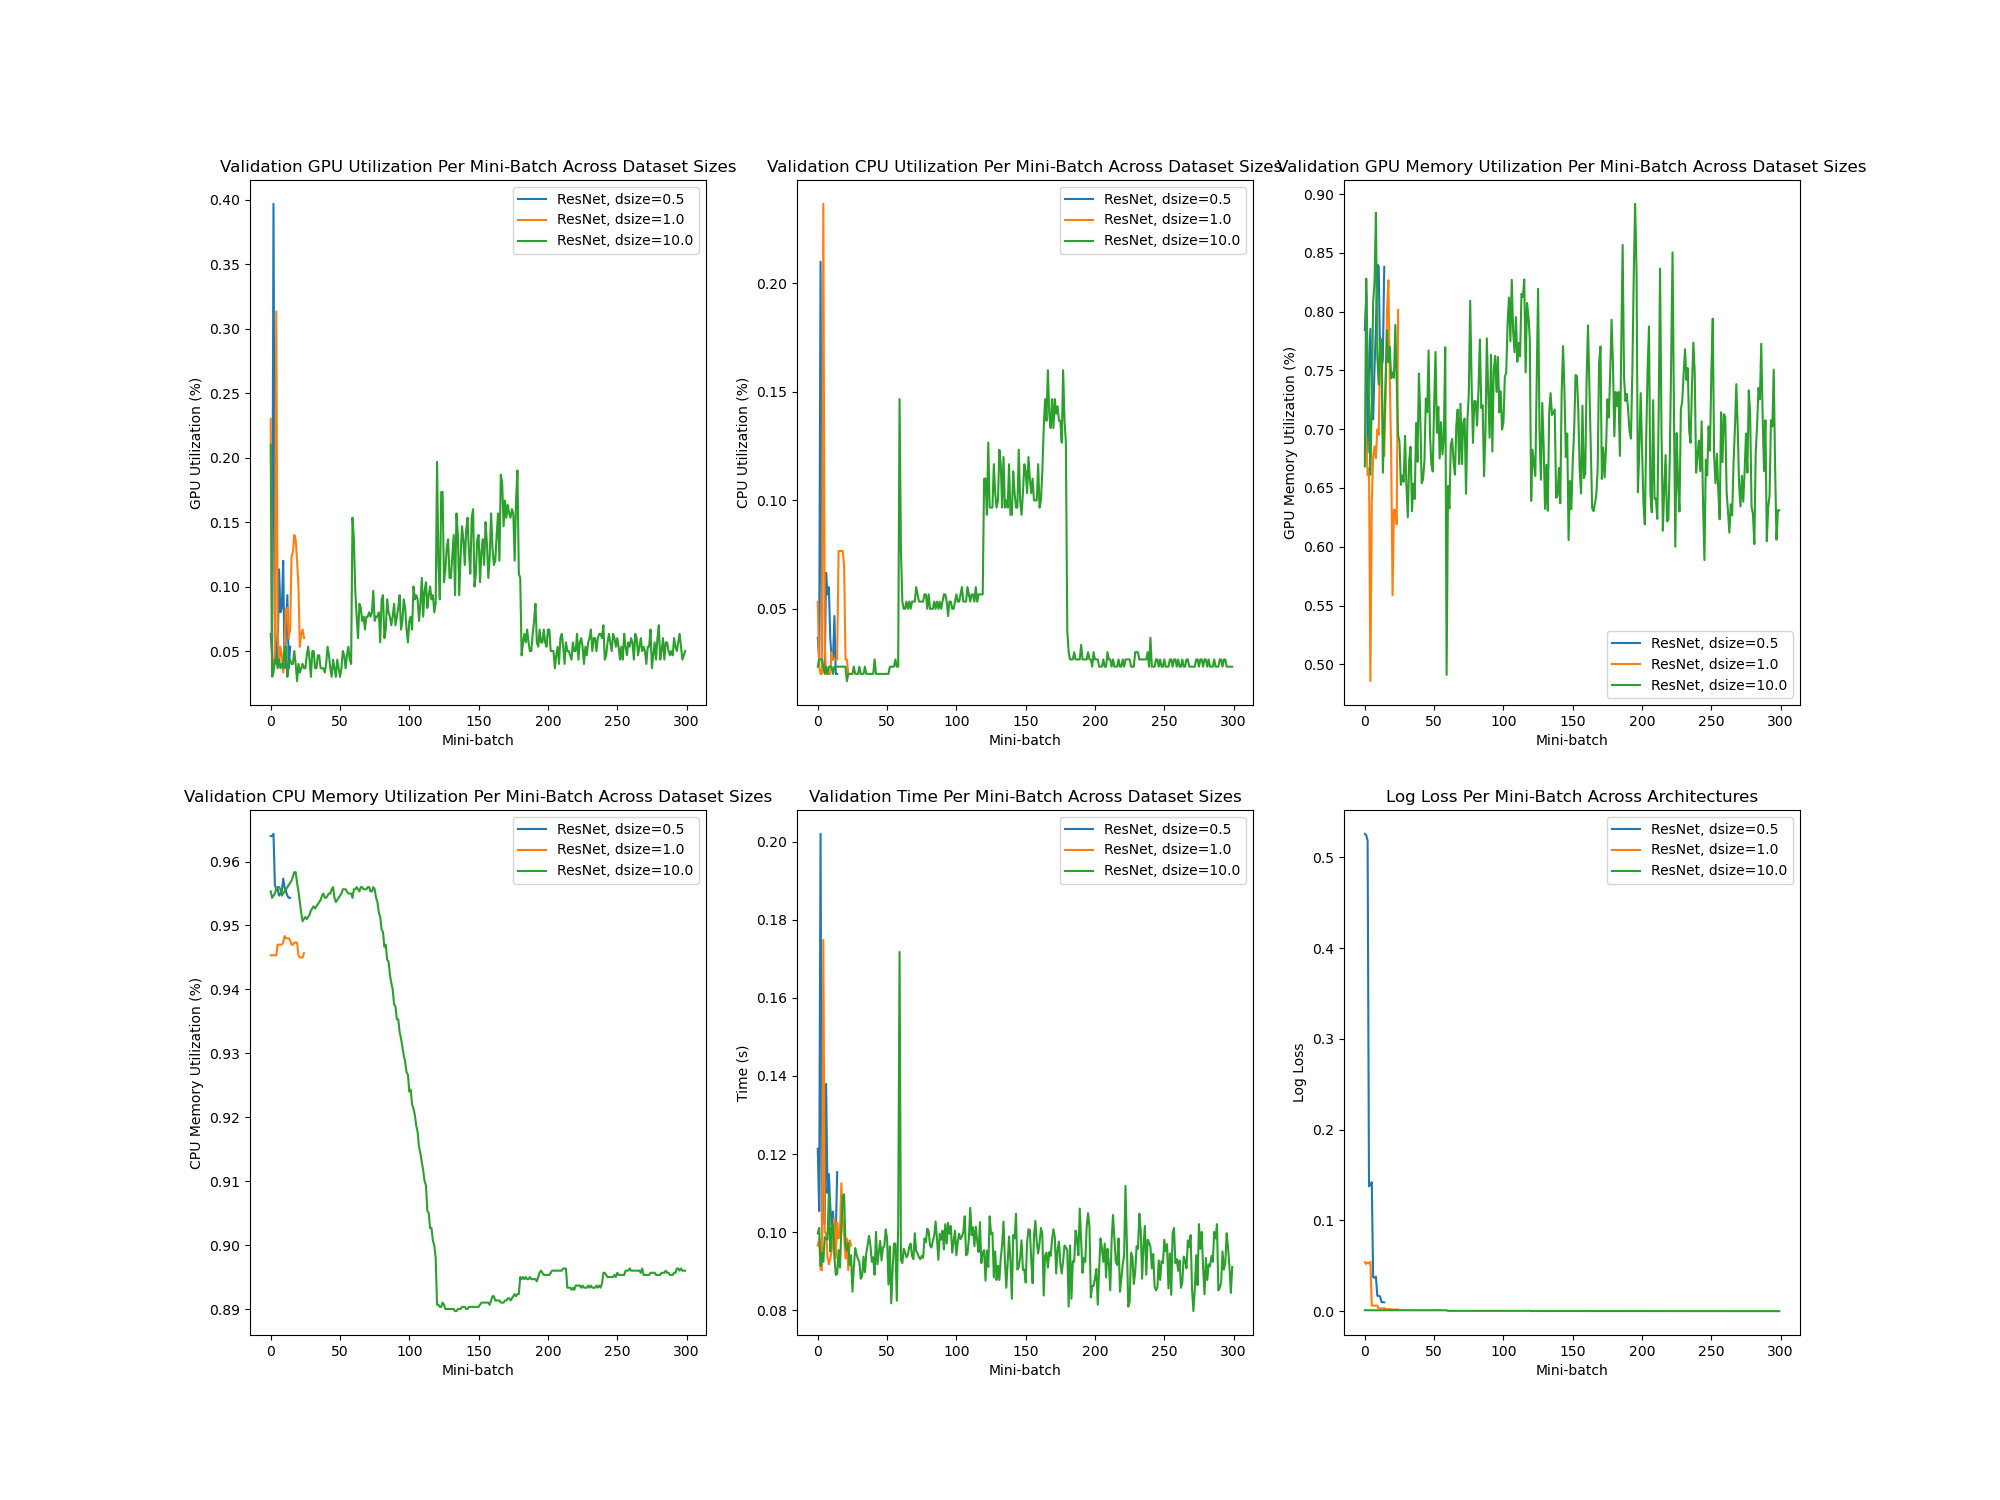 Validation GPU Utilization Per Mini-Batch Across Dataset Sizes
GPU Utilization (%)
0.40
0.35
0.30
0.25
0.20
0.15
0.10
0.05
ResNet, dsize=0.5
ResNet, dsize=1.0
ResNet, dsize=10.0
0 50 100 150 200 250 300
Mini-batch
Validation CPU Utilization Per Mini-Batch Across Dataset Sizes
CPU Utilization (%)
0.20
0.15
0.10
0.05
ResNet, dsize=0.5
ResNet, dsize=1.0
ResNet, dsize=10.0
0 50 100 150 200 250 300
Mini-batch
Validation GPU Memory Utilization Per Mini-Batch Across Dataset Sizes
GPU Memory Utilization (%)
0.90
0.85
0.80
0.75
0.70
0.65
0.60
0.55
0.50
ResNet, dsize=0.5
ResNet, dsize=1.0
ResNet, dsize=10.0
0 50 100 150 200 250 300
Mini-batch
Validation CPU Memory Utilization Per Mini-Batch Across Dataset Sizes
CPU Memory Utilization (%)
0.96
0.95
0.94
0.93
0.92
0.91
0.90
0.89
ResNet, dsize=0.5
ResNet, dsize=1.0
ResNet, dsize=10.0
0 50 100 150 200 250 300
Mini-batch
Validation Time Per Mini-Batch Across Dataset Sizes
Time (s)
0.20
0.18
0.16
0.14
0.12
0.10
0.08
ResNet, dsize=0.5
ResNet, dsize=1.0
ResNet, dsize=10.0
0 50 100 150 200 250 300
Mini-batch
Log Loss Per Mini-Batch Across Architectures
Log Loss
0.5
0.4
0.3
0.2
0.1
0.0
ResNet, dsize=0.5
ResNet, dsize=1.0
ResNet, dsize=10.0
0 50 100 150 200 250 300
Mini-batch